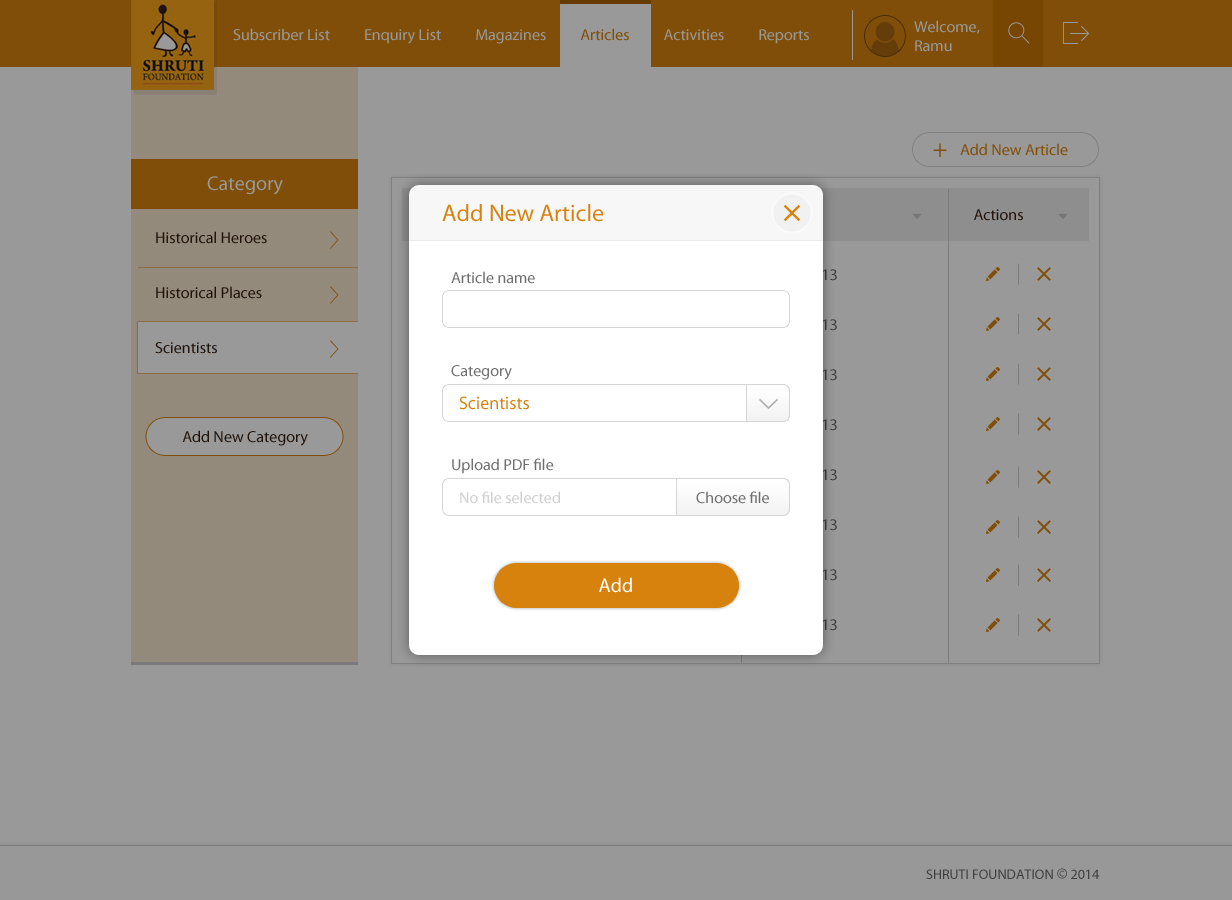 SHRUTI
FOUNDATION
Subscriber List
Enquiry List
Magazines
Articles
Activities
Reports
Welcome,
Ramu
Add New Article
Category
Historical Heroes
Historical Places
Scientists
Add New Category
Actions
13
13
13
13
13
13
13
13
Add New Article
Article name
Category
Scientists
Upload PDF file
No file selected
Choose file
Add
SHRUTI FOUNDATION © 2014